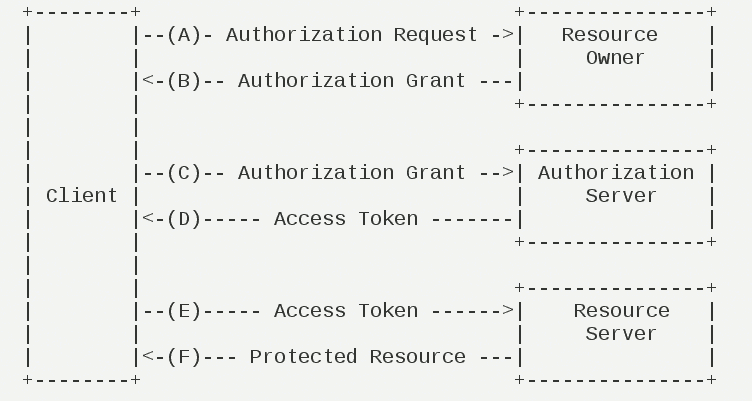 +--------+                               +---------------+
|        |--(A)- Authorization Request ->|   Resource    |
|        |                               |     Owner     |
|        |<-(B)-- Authorization Grant ---|               |
|        |                               +---------------+
|        |
|        |                               +---------------+
|        |--(C)-- Authorization Grant -->| Authorization |
| Client |                               |     Server    |
|        |<-(D)----- Access Token -------|               |
|        |                               +---------------+
|        |
|        |                               +---------------+
|        |--(E)----- Access Token ------>|    Resource   |
|        |                               |     Server    |
|        |<-(F)--- Protected Resource ---|               |
+--------+                               +---------------+